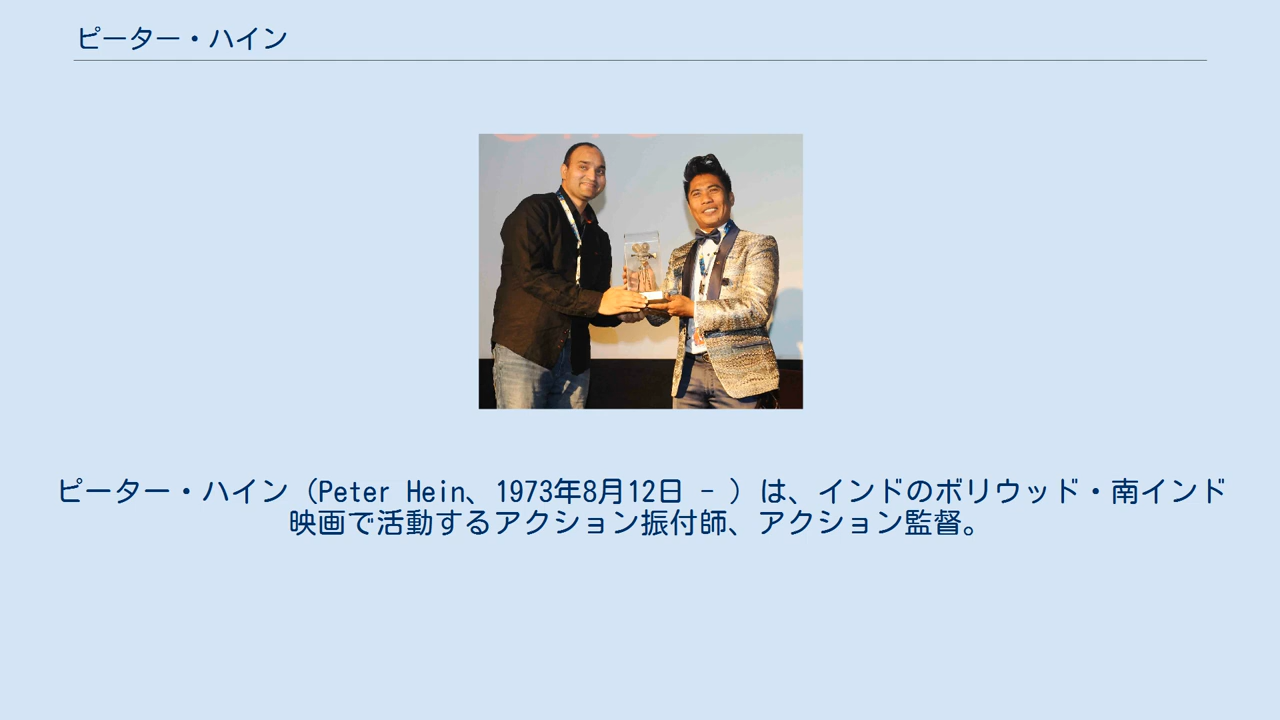 ピーター・ハイン
ピーター・ハイン（Peter Hein、1973年8月12日 - ）は、インドのボリウッド・南インド
映画で活動するアクション振付師、アクション監督。